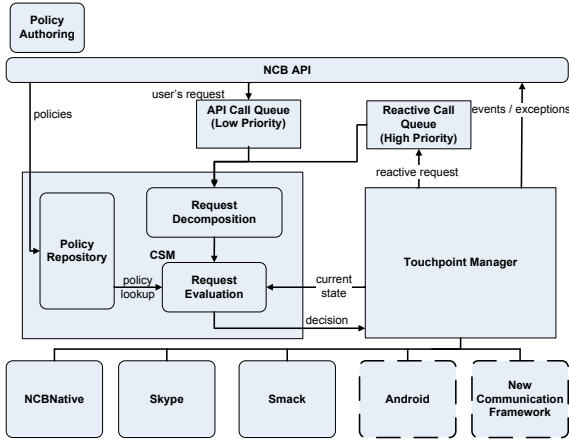 Policy
Authoring
NCB API
policies
user's request
API Call Queue
(Low Priority)
Reactive Call
Queue
(High Priority)
events / exceptions
reactive request
Request
Decomposition
CSM
Policy
Repository
policy
lookup
Request
Evaluation
current
state
decision
Touchpoint Manager
NCBNative
Skype
Smack
Android
New
Communication
Framework